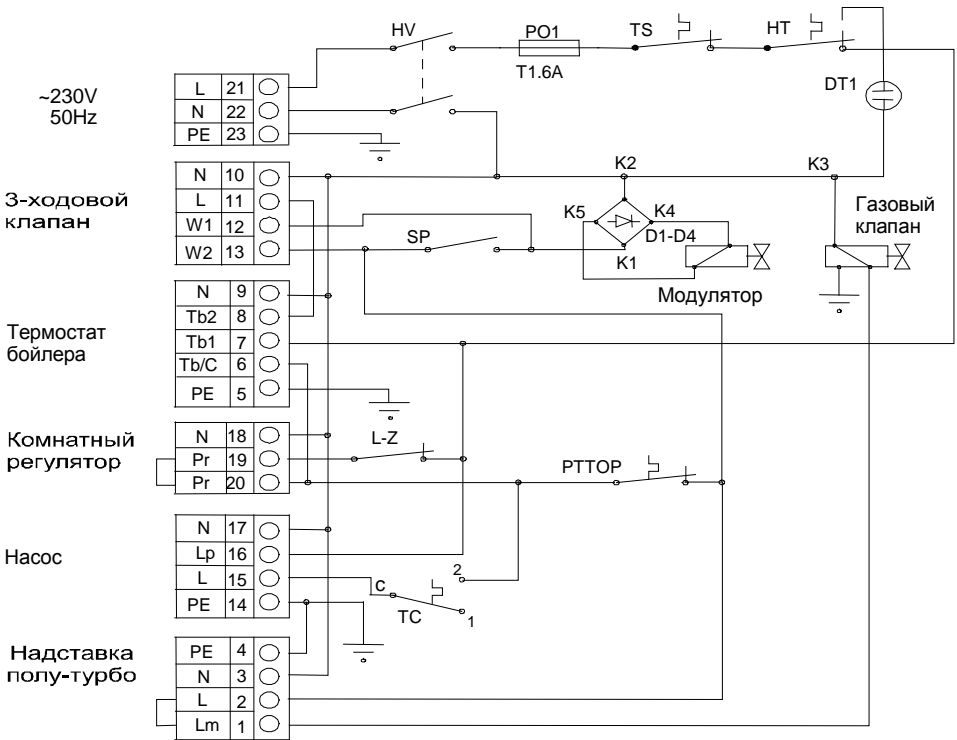 HV
PO1
TS
HT
T1.6A
DT1
~230V
50Hz
L 21
N 22
PE 23
3-ходовой
клапан
N 10
L 11
W1 12
W2 13
SP
K2
K3
K5
K4
D1-D4
K1
Модулятор
Газовый
клапан
Термостат
бойлера
N 9
Tb2 8
Tb1 7
Tb/C 6
PE 5
Комнатный
регулятор
N 18
Pr 19
Pr 20
L-Z
PTTOP
Насос
N 17
Lp 16
L 15
PE 14
2
C
TC
1
Надставка
полу-турбо
PE 4
N 3
L 2
Lm 1